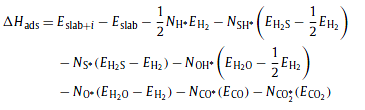 ΔH_ads = E_slab+i − E_slab − 1/2 N_H* E_H₂ − N_SH* (E_H₂S − 1/2 E_H₂)
− N_S* (E_H₂S − E_H₂) − N_OH* (E_H₂O − 1/2 E_H₂)
− N_O* (E_H₂O − E_H₂) − N_CO* (E_CO) − N_CO₂* (E_CO₂)